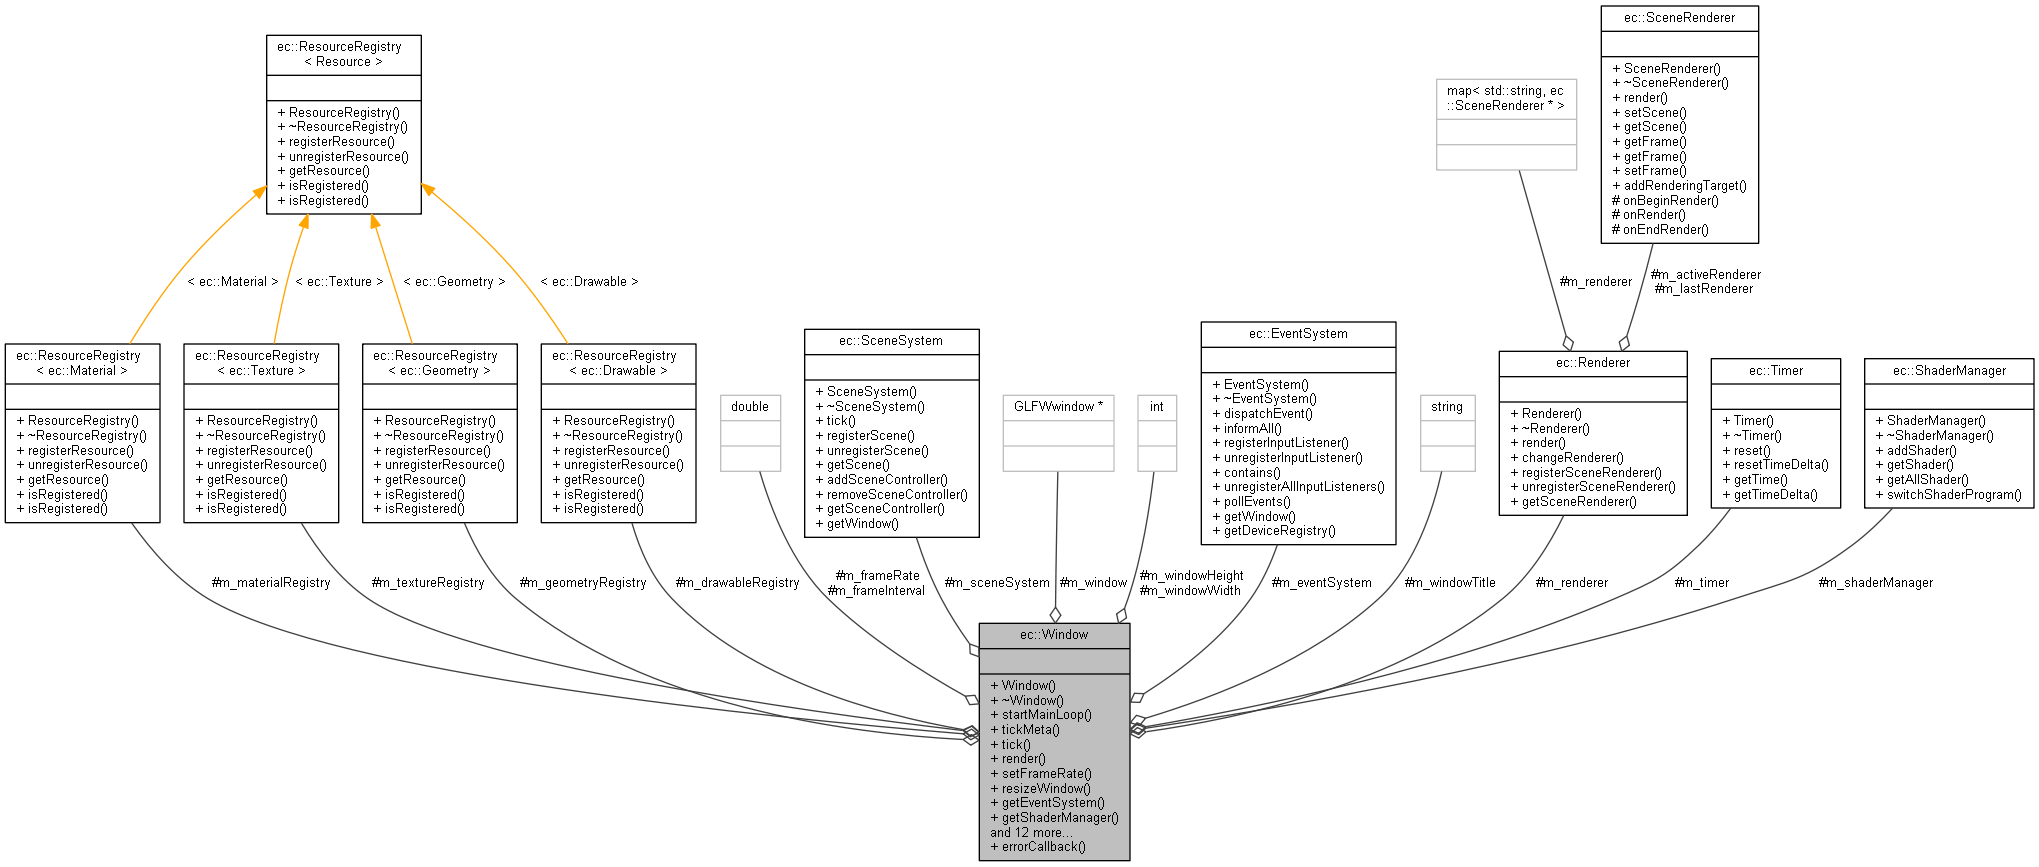 ec::SceneRenderer
+ SceneRenderer()
+ ~SceneRenderer()
+ render()
+ setScene()
+ getScene()
+ getFrame()
+ getFrame()
+ setFrame()
+ addRenderingTarget()
# onBeginRender()
# onRender()
# onEndRender()
ec::ResourceRegistry
< Resource >
+ ResourceRegistry()
+ ~ResourceRegistry()
+ registerResource()
+ unregisterResource()
+ getResource()
+ isRegistered()
+ isRegistered()
map< std::string, ec
::SceneRenderer * >
< ec::Material >
< ec::Texture >
< ec::Geometry >
< ec::Drawable >
#m_renderer
#m_activeRenderer
#m_lastRenderer
ec::ResourceRegistry
< ec::Material >
+ ResourceRegistry()
+ ~ResourceRegistry()
+ registerResource()
+ unregisterResource()
+ getResource()
+ isRegistered()
+ isRegistered()
ec::ResourceRegistry
< ec::Texture >
+ ResourceRegistry()
+ ~ResourceRegistry()
+ registerResource()
+ unregisterResource()
+ getResource()
+ isRegistered()
+ isRegistered()
ec::ResourceRegistry
< ec::Geometry >
+ ResourceRegistry()
+ ~ResourceRegistry()
+ registerResource()
+ unregisterResource()
+ getResource()
+ isRegistered()
+ isRegistered()
ec::ResourceRegistry
< ec::Drawable >
+ ResourceRegistry()
+ ~ResourceRegistry()
+ registerResource()
+ unregisterResource()
+ getResource()
+ isRegistered()
+ isRegistered()
double
ec::SceneSystem
+ SceneSystem()
+ ~SceneSystem()
+ tick()
+ registerScene()
+ unregisterScene()
+ getScene()
+ addSceneController()
+ removeSceneController()
+ getSceneController()
+ getWindow()
GLFWwindow *
int
ec::EventSystem
+ EventSystem()
+ ~EventSystem()
+ dispatchEvent()
+ informAll()
+ registerInputListener()
+ unregisterInputListener()
+ contains()
+ unregisterAllInputListeners()
+ pollEvents()
+ getWindow()
+ getDeviceRegistry()
string
ec::Renderer
+ Renderer()
+ ~Renderer()
+ render()
+ changeRenderer()
+ registerSceneRenderer()
+ unregisterSceneRenderer()
+ getSceneRenderer()
ec::Timer
+ Timer()
+ ~Timer()
+ reset()
+ resetTimeDelta()
+ getTime()
+ getTimeDelta()
ec::ShaderManager
+ ShaderManager()
+ ~ShaderManager()
+ addShader()
+ getShader()
+ getAllShader()
+ switchShaderProgram()
#m_materialRegistry
#m_textureRegistry
#m_geometryRegistry
#m_drawableRegistry
#m_frameRate
#m_frameInterval
#m_sceneSystem
#m_window
#m_windowHeight
#m_windowWidth
#m_eventSystem
#m_windowTitle
#m_renderer
#m_timer
#m_shaderManager
ec::Window
+ Window()
+ ~Window()
+ startMainLoop()
+ tickMeta()
+ tick()
+ render()
+ setFrameRate()
+ resizeWindow()
+ getEventSystem()
+ getShaderManager()
and 12 more...
+ errorCallback()